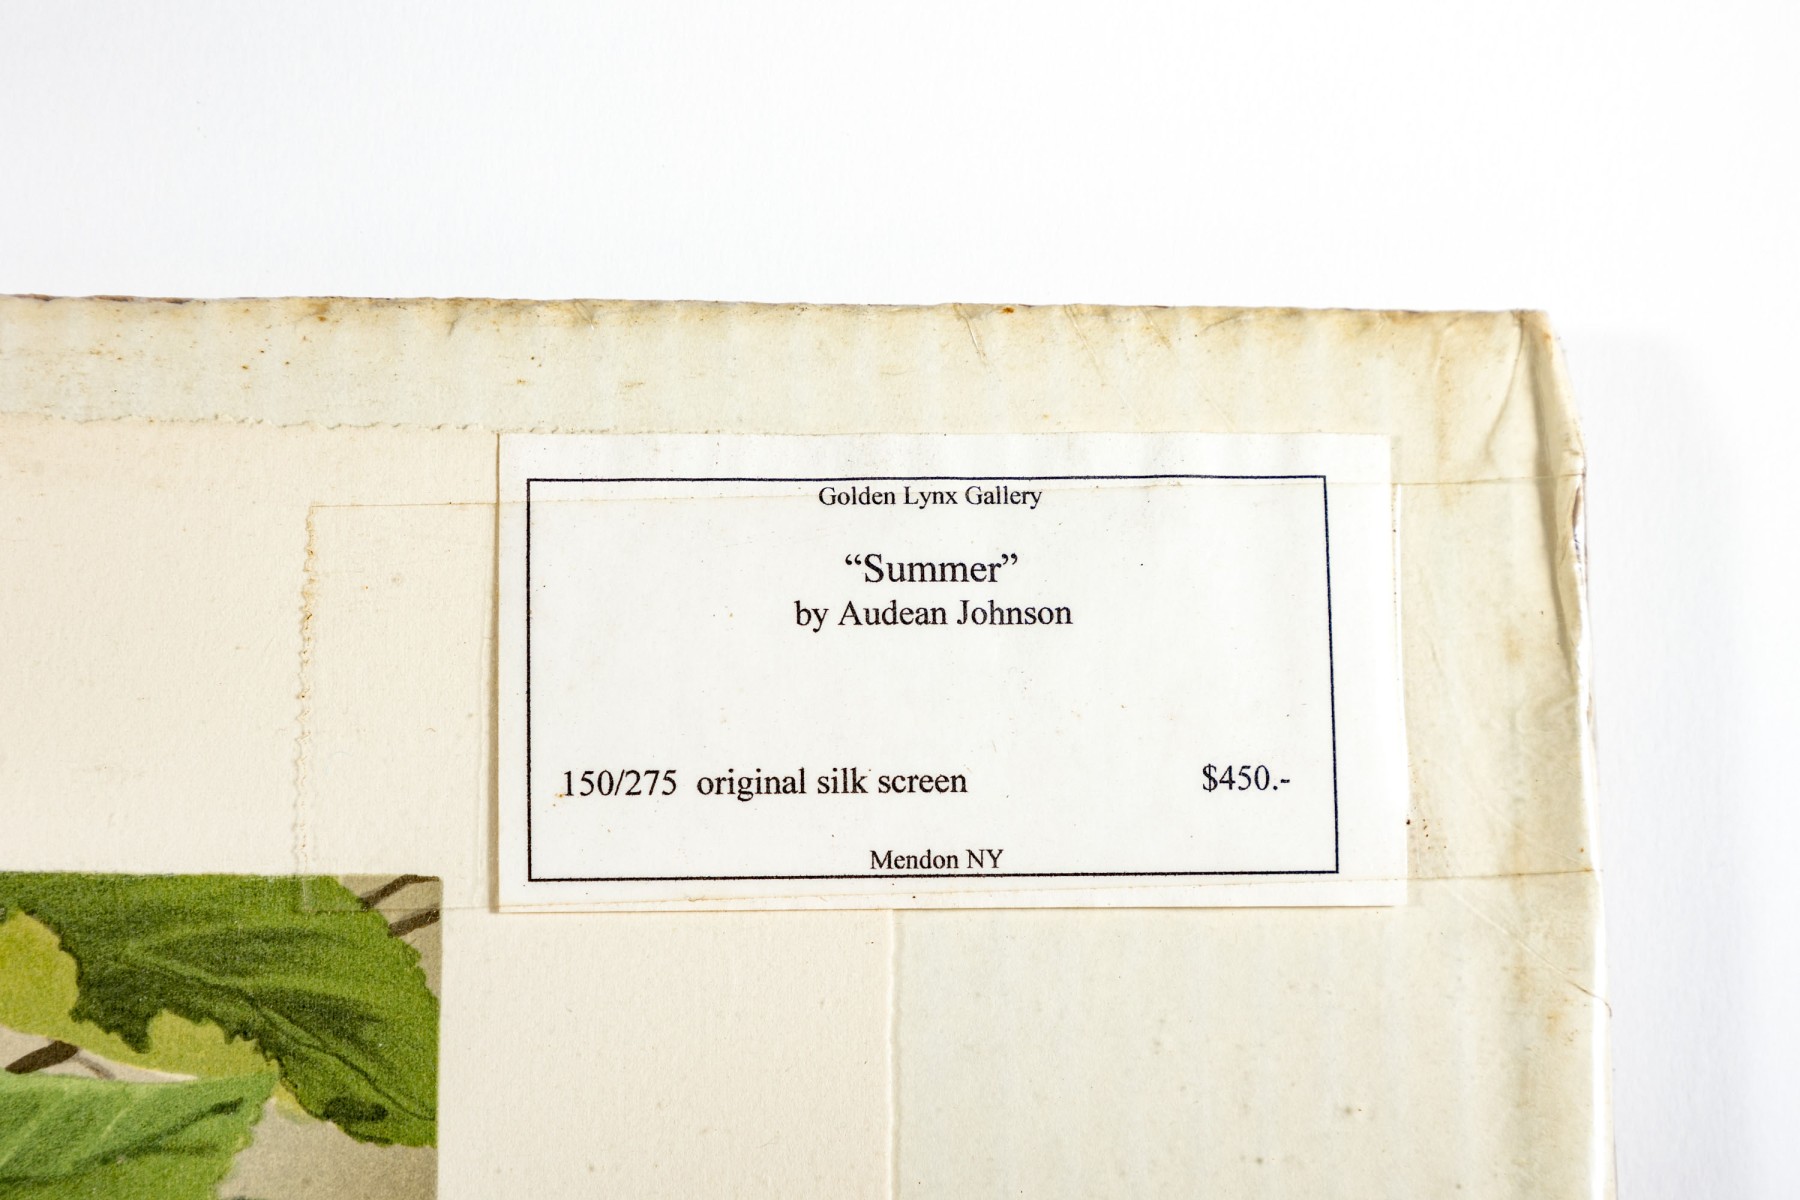 Golden Lynx Gallery
“Summer”
by Audean Johnson
150/275 original silk screen $450.-
Mendon NY